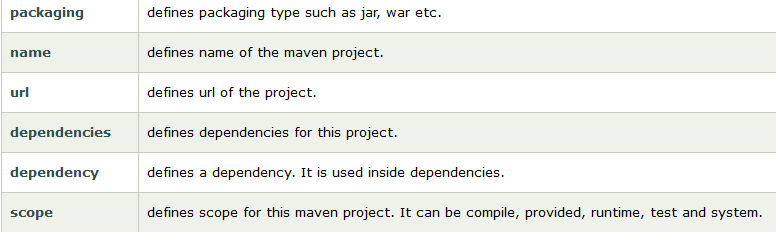 packaging defines packaging type such as jar, war etc.
name defines name of the maven project.
url defines url of the project.
dependencies defines dependencies for this project.
dependency defines a dependency. It is used inside dependencies.
scope defines scope for this maven project. It can be compile, provided, runtime, test and system.